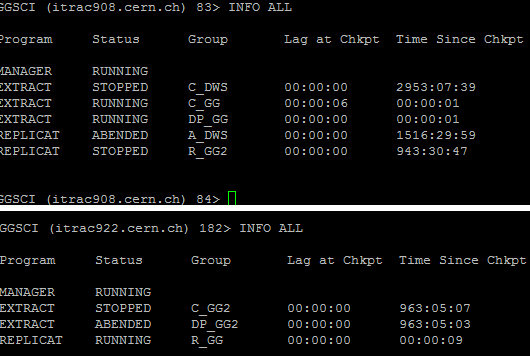 GGSCI (itrac908.cern.ch) 83> INFO ALL
Program Status Group Lag at Chkpt Time Since Chkpt
MANAGER RUNNING
EXTRACT STOPPED C_DWS 00:00:00 2953:07:39
EXTRACT RUNNING C_GG 00:00:06 00:00:01
EXTRACT RUNNING DP_GG 00:00:00 00:00:01
REPLICAT ABENDED A_DWS 00:00:00 1516:29:59
REPLICAT STOPPED R_GG2 00:00:00 943:30:47
GGSCI (itrac908.cern.ch) 84>
GGSCI (itrac922.cern.ch) 182> INFO ALL
Program Status Group Lag at Chkpt Time Since Chkpt
MANAGER RUNNING
EXTRACT STOPPED C_GG2 00:00:00 963:05:07
EXTRACT ABENDED DP_GG2 00:00:00 963:05:03
REPLICAT RUNNING R_GG 00:00:00 00:00:09